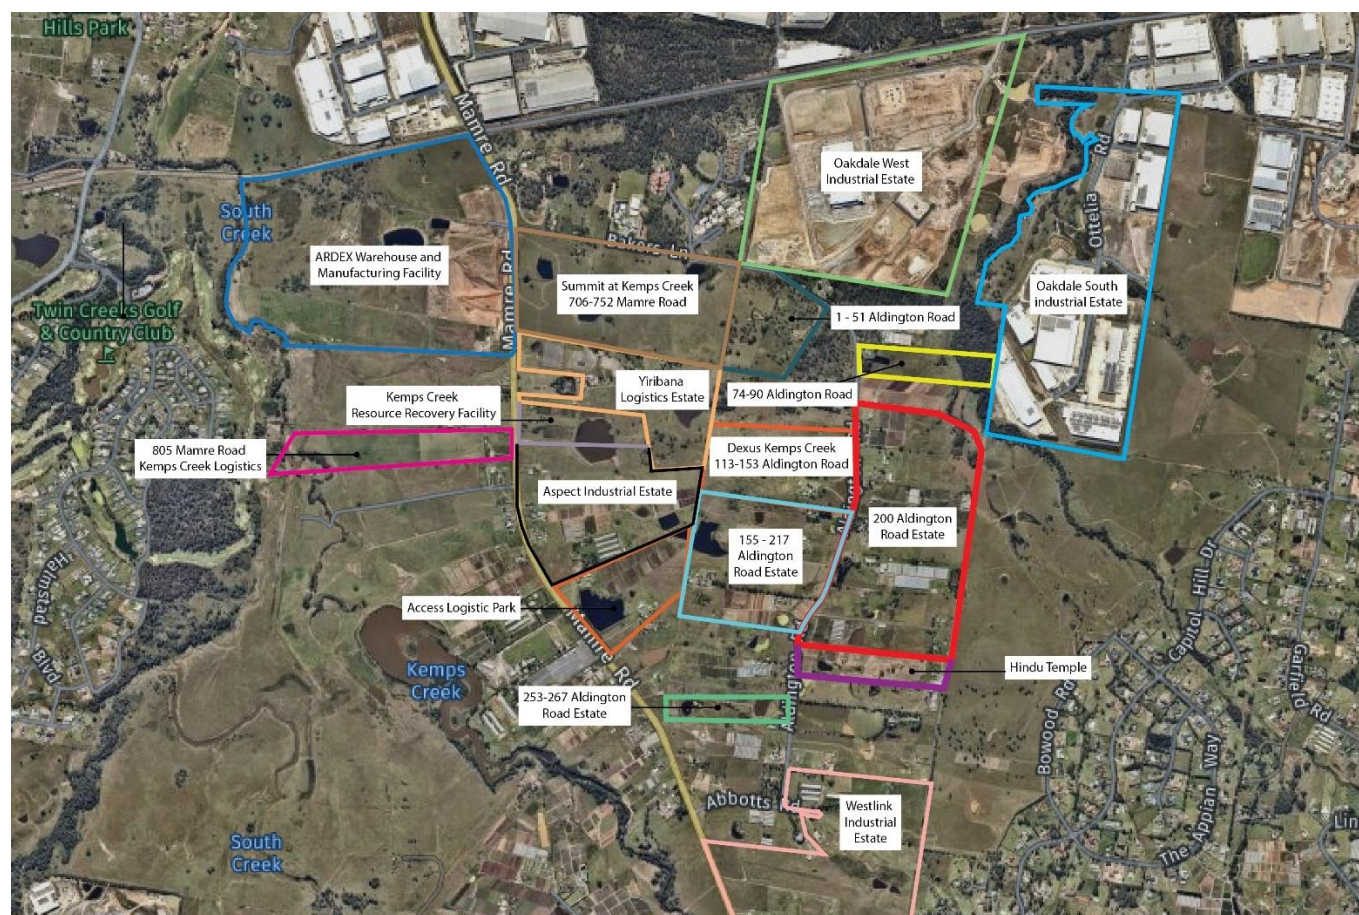 Hills Park
Mamre Rd
Oakdale West
Industrial Estate
Ottelia Rd
South
Creek
Bakers Ln
ARDEX Warehouse and
Manufacturing Facility
Summit at Kemps Creek
706-752 Mamre Road
Oakdale South
industrial Estate
Mamre Rd
Twin Creeks Golf
& Country Club
1 - 51 Aldington Road
Yiribana
Logistics Estate
74-90 Aldington Road
Kemps Creek
Resource Recovery Facility
805 Mamre Road
Kemps Creek Logistics
Dexus Kemps Creek
113-153 Aldington Road
Aspect Industrial Estate
200 Aldington
Road Estate
155 - 217
Aldington
Road Estate
Halmstad
Blvd
Capitol Hill Dr
Access Logistic Park
Mamre Rd
Garfield Rd
Hindu Temple
Kemps
Creek
253-267 Aldington
Road Estate
Aldington
Bowood Rd
The Appian Way
Abbotts Rd
Westlink
Industrial
Estate
Lin
South
Creek